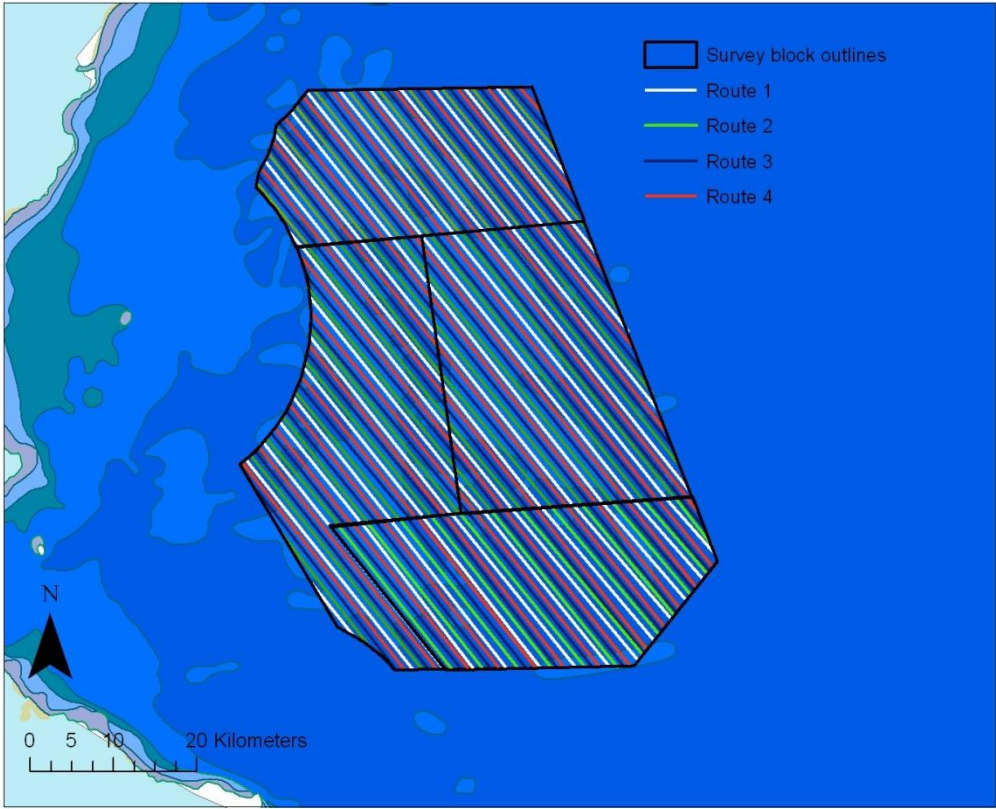 Survey block outlines
Route 1
Route 2
Route 3
Route 4
N
0 5 10 20 Kilometers